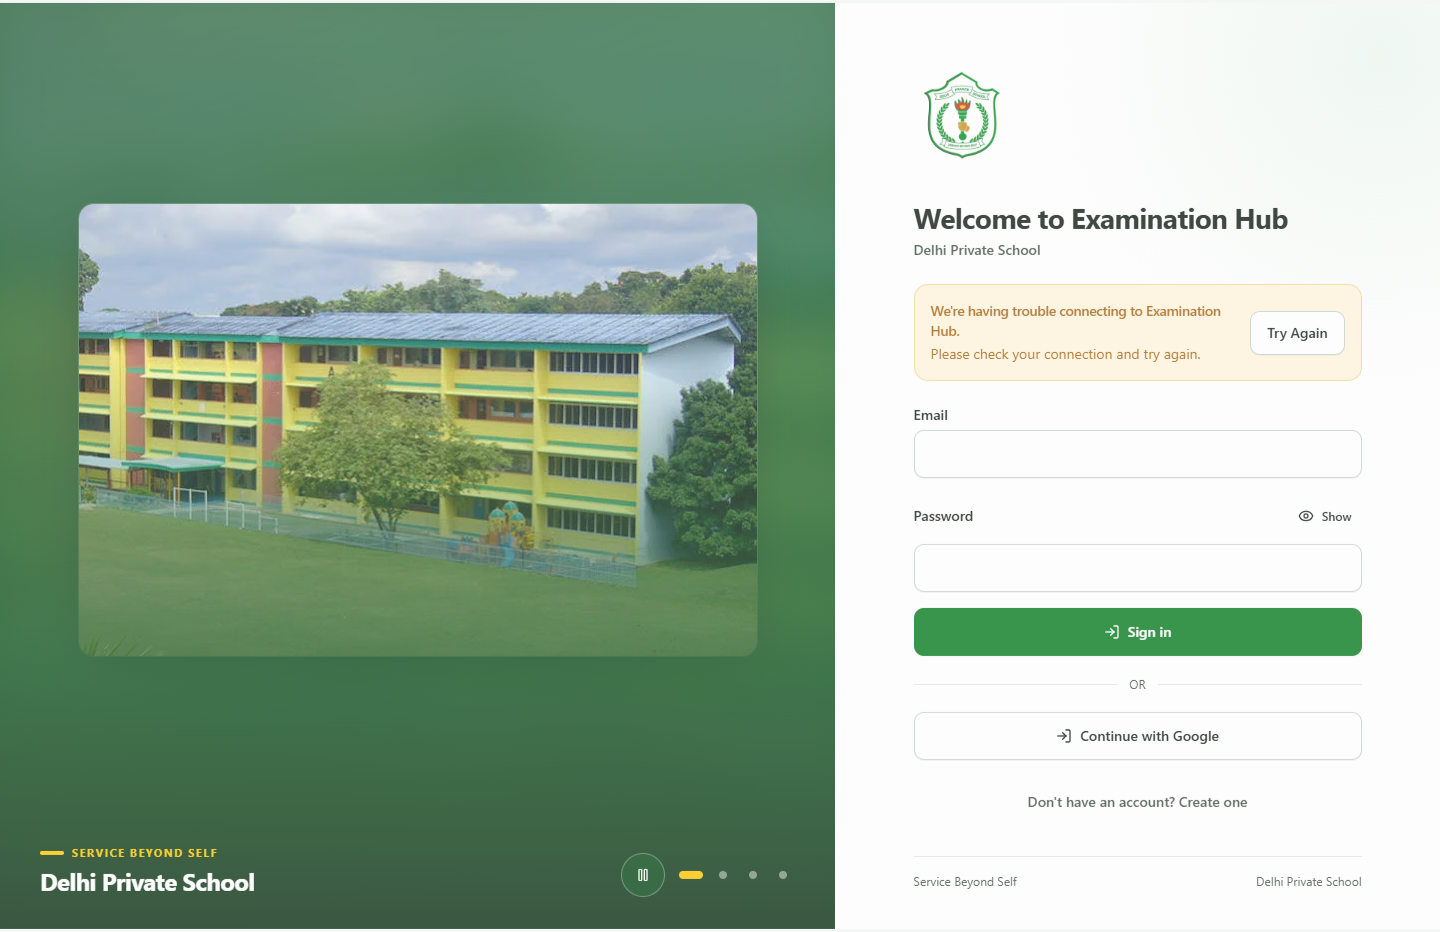 SERVICE BEYOND SELF
Delhi Private School
Welcome to Examination Hub
Delhi Private School
We're having trouble connecting to Examination
Hub.
Please check your connection and try again.
Try Again
Email
Password
Show
Sign in
OR
Continue with Google
Don't have an account? Create one
Service Beyond Self
Delhi Private School